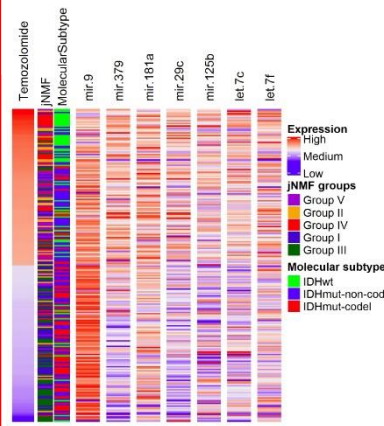 Temozolomide
jNMF
MolecularSubtype
mir.9
mir.379
mir.181a
mir.29c
mir.125b
let.7c
let.7f
Expression
High
Medium
Low
jNMF groups
Group V
Group II
Group IV
Group I
Group III
Molecular subtype
IDHwt
IDHmut-non-cod
IDHmut-codel